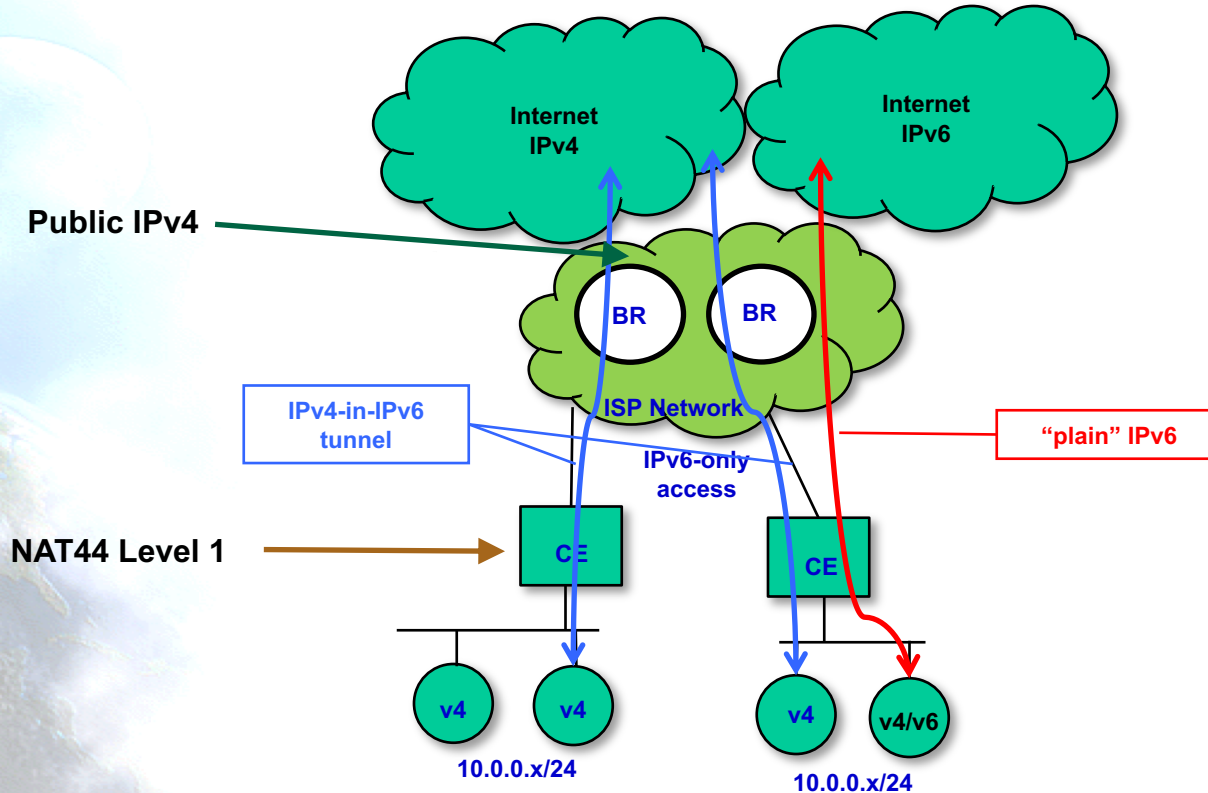 Internet
IPv4
Internet
IPv6
Public IPv4
BR
BR
ISP Network
IPv4-in-IPv6
tunnel
“plain” IPv6
IPv6-only
access
NAT44 Level 1
CE
CE
v4
v4
v4
v4/v6
10.0.0.x/24
10.0.0.x/24